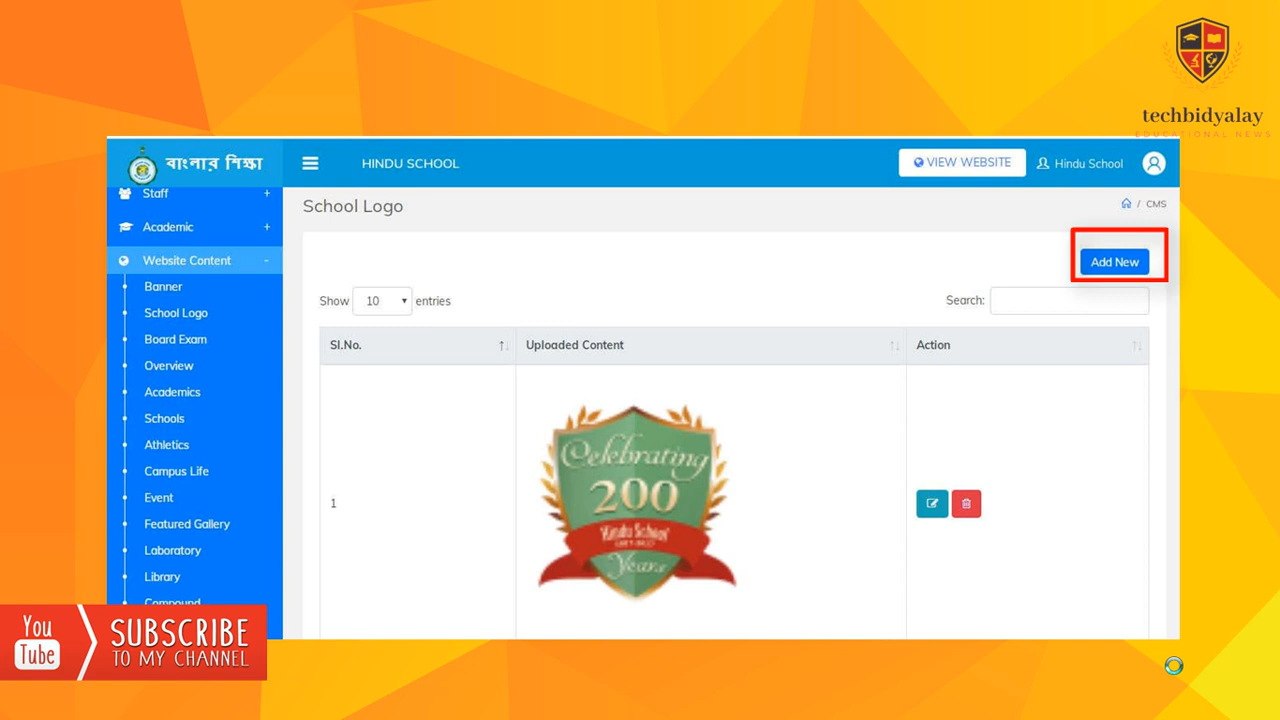 techbidyalay
EDUCATIONAL NEWS
বাংলার শিক্ষা
HINDU SCHOOL
VIEW WEBSITE
Hindu School
Staff +
Academic +
Website Content -
Banner
School Logo
Board Exam
Overview
Academics
Schools
Athletics
Campus Life
Event
Featured Gallery
Laboratory
Library
Compound
School Logo
/ CMS
Add New
Show 10 entries
Search:
Sl.No.
Uploaded Content
Action
1
Celebrating
200
Hindu School
Years
You
Tube
SUBSCRIBE
TO MY CHANNEL